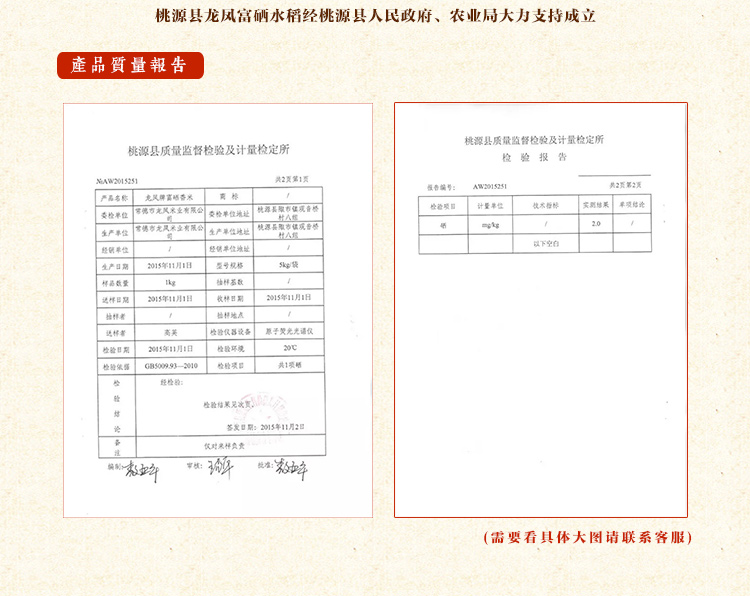 桃源县龙凤富硒水稻经桃源县人民政府、农业局大力支持成立
產品質量報告
桃源县质量监督检验及计量检定所
№AW2015251 共2页第1页
产品名称 龙凤牌富硒香米 商标 /
委检单位 常德市龙凤米业有限公司 委检单位地址 桃源县陬市镇观音桥村八组
生产单位 常德市龙凤米业有限公司 生产单位地址 桃源县陬市镇观音桥村八组
经销单位 / 经销单位地址 /
生产日期 2015年11月1日 型号规格 5kg/袋
样品数量 1kg 抽样基数 /
送样日期 2015年11月1日 收样日期 2015年11月1日
抽样者 / 抽样地点 /
送样者 检验仪器设备 原子荧光光谱仪
检验日期 2015年11月1日 检验环境 20℃
检验依据 GB5009.93—2010 检验项目 共1项硒
检验结论 经检验:
检验结果见次页。
签发日期: 2015年11月2日
备注 仅对来样负责
编制: 审核: 批准:
桃源县质量监督检验及计量检定所
检验报告
报告编号: AW2015251 共2页第2页
检验项目 计量单位 技术指标 实测结果 单项结论
硒 mg/kg / 2.0 /
以下空白
(需要看具体大图请联系客服)